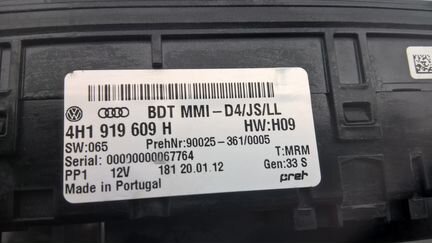 BDT MMI-D4/JS/LL
4H1 919 609 H HW:H09
SW:065 PrehNr:90025-361/0005
Serial: 00000000067764 T:MRM
PP1 12V 181 20.01.12 Gen:33 S
Made in Portugal preh